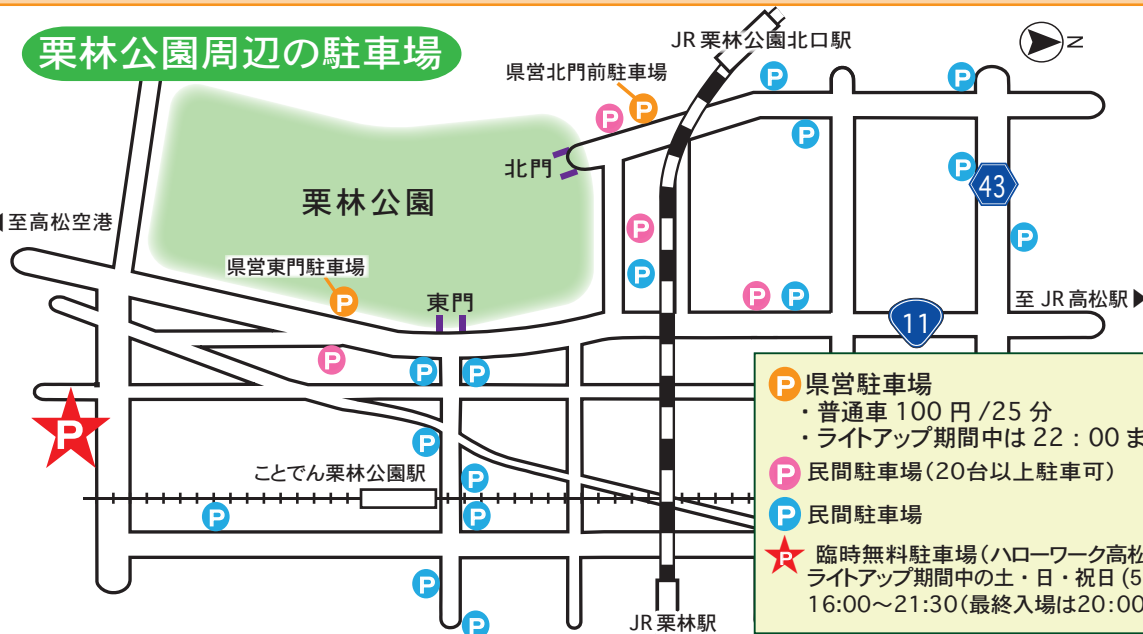 栗林公園周辺の駐車場
JR栗林公園北口駅
N
県営北門前駐車場
P
P
P
P
P
北門
栗林公園
P
43
至高松空港
P
P
P
県営東門駐車場
P
東門
P
P
至JR高松駅
11
P
P
P
P
P
ことでん栗林公園駅
P
P
P
P
P
JR栗林駅
P 県営駐車場
・普通車 100 円 /25 分
・ライトアップ期間中は 22：00 ま
P 民間駐車場(20台以上駐車可)
P 民間駐車場
P 臨時無料駐車場(ハローワーク高松
ライトアップ期間中の土・日・祝日 (5
16:00～21:30(最終入場は20:00